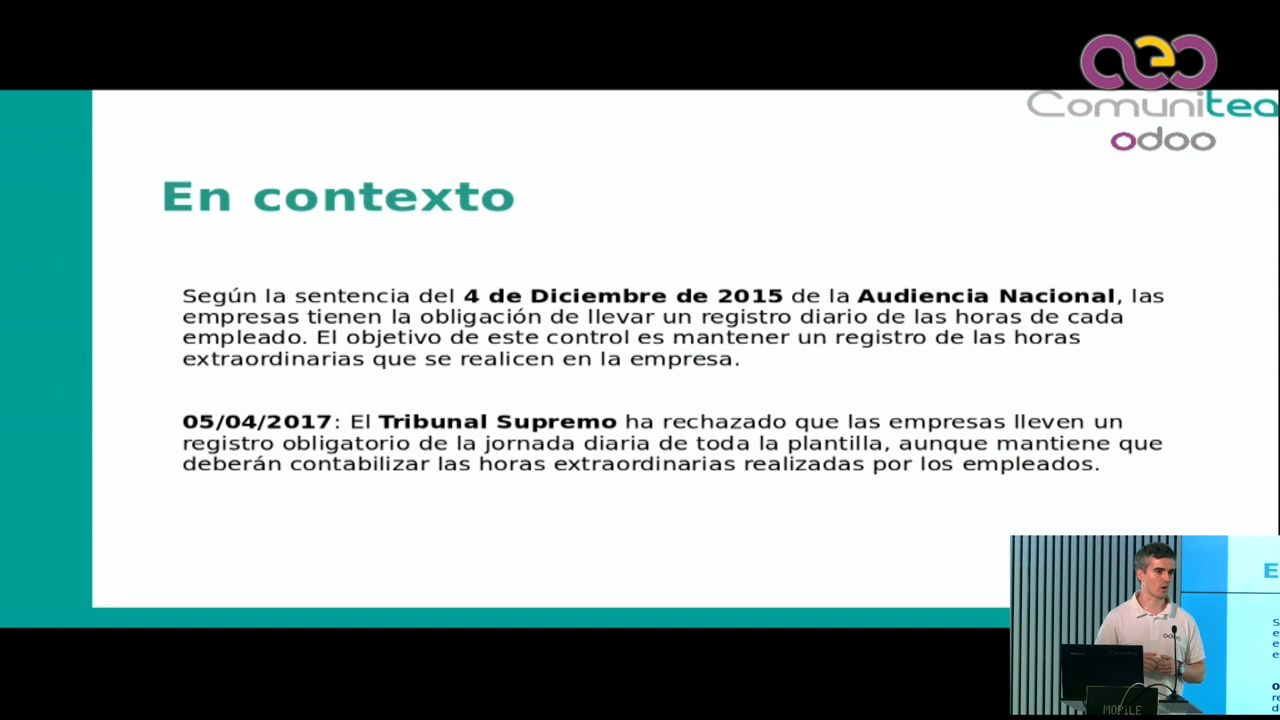 Comunitea
odoo
En contexto
Según la sentencia del 4 de Diciembre de 2015 de la Audiencia Nacional, las
empresas tienen la obligación de llevar un registro diario de las horas de cada
empleado. El objetivo de este control es mantener un registro de las horas
extraordinarias que se realicen en la empresa.
05/04/2017: El Tribunal Supremo ha rechazado que las empresas lleven un
registro obligatorio de la jornada diaria de toda la plantilla, aunque mantiene que
deberán contabilizar las horas extraordinarias realizadas por los empleados.
odoo
MOPILE